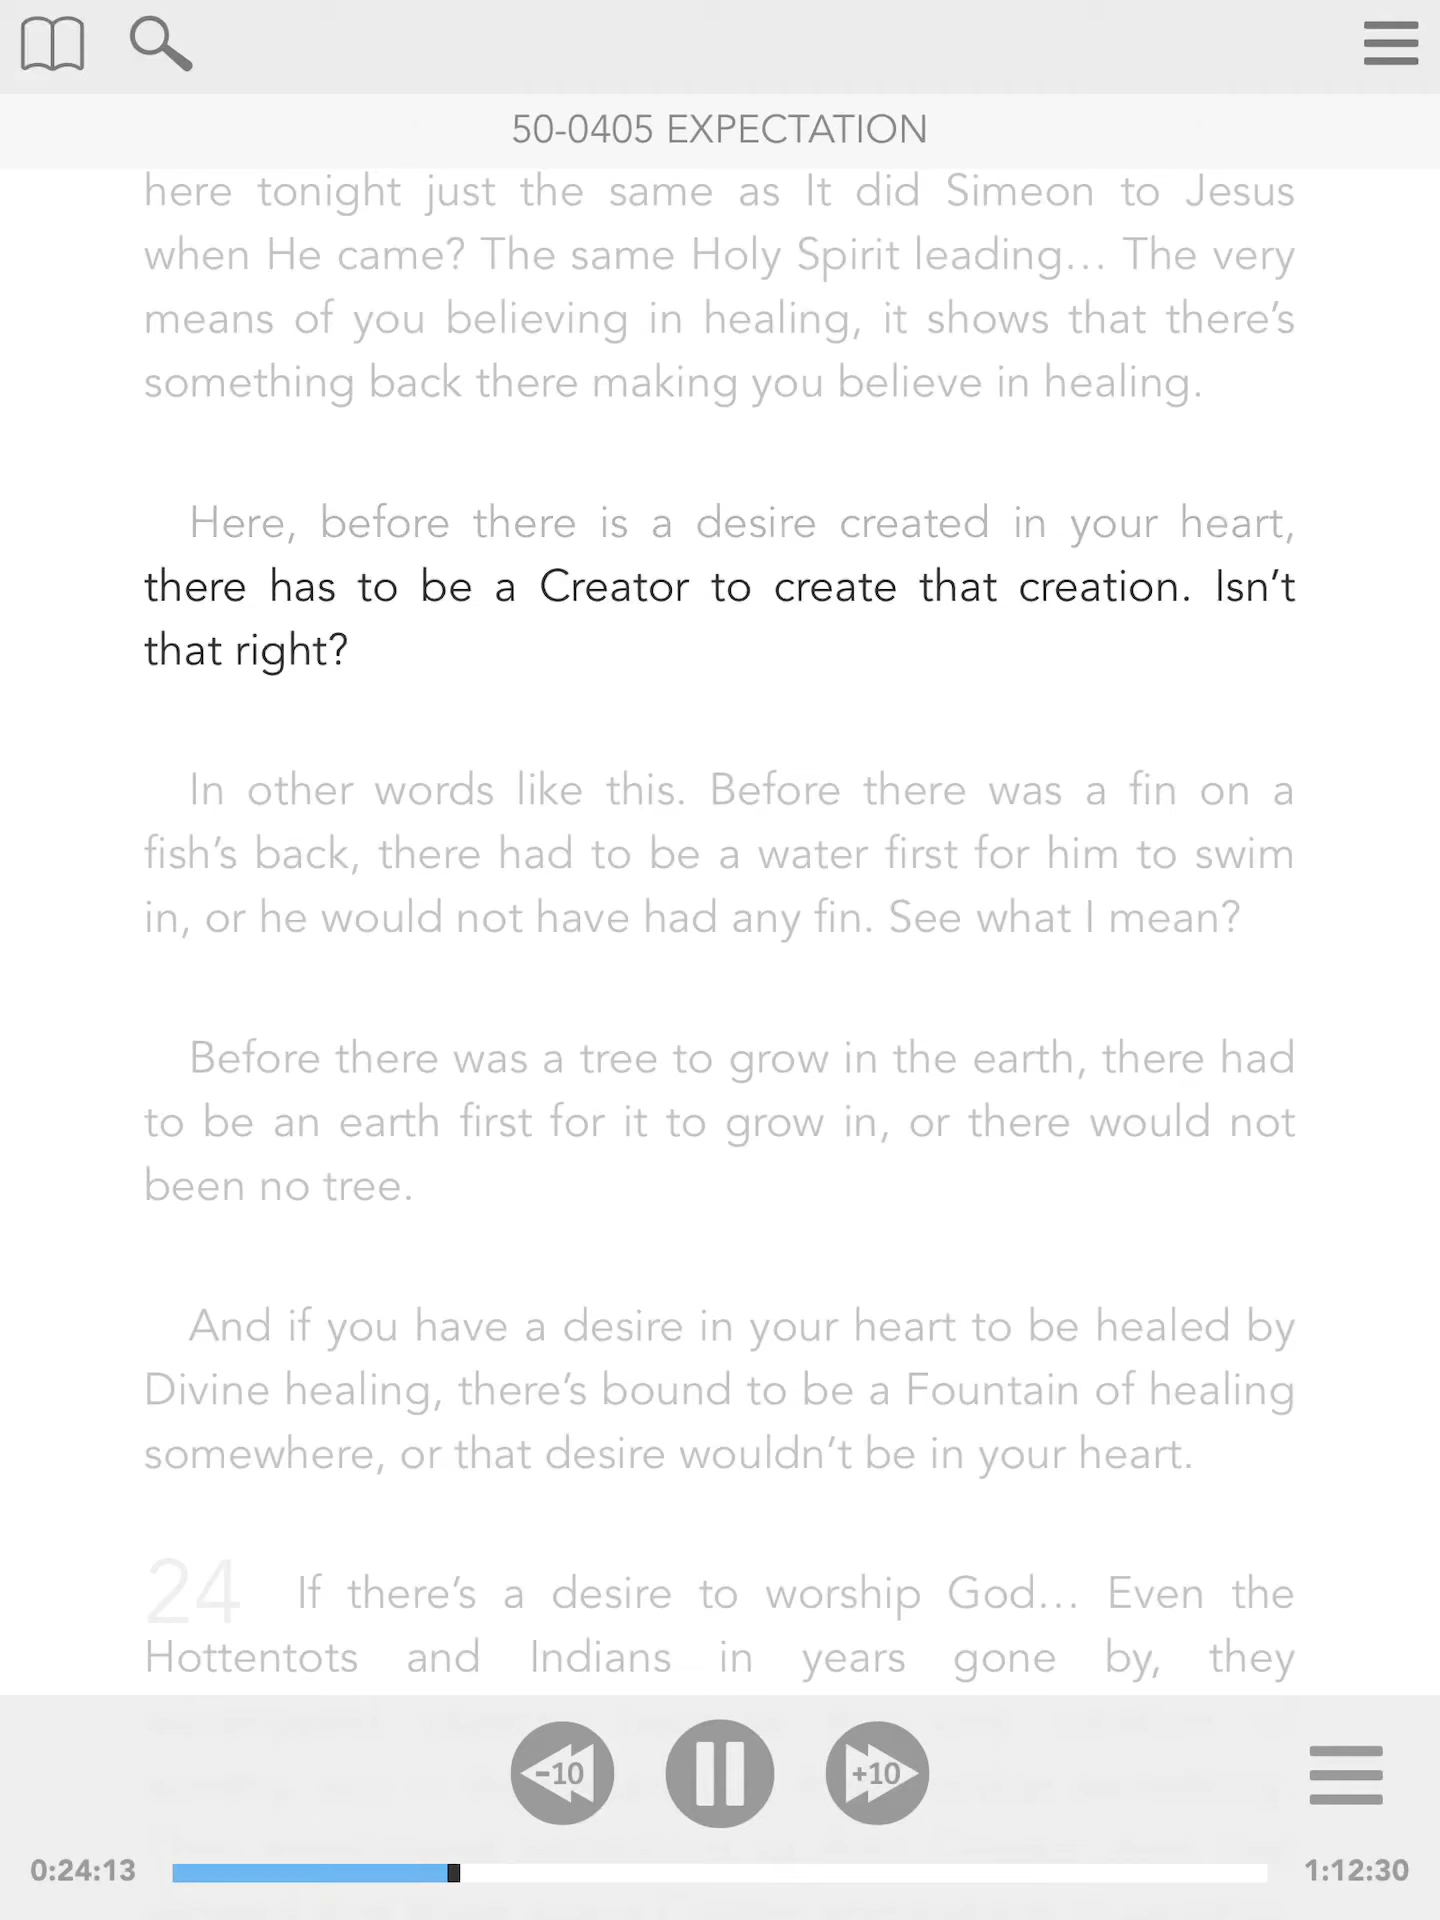 50-0405 EXPECTATION
here tonight just the same as It did Simeon to Jesus
when He came? The same Holy Spirit leading… The very
means of you believing in healing, it shows that there’s
something back there making you believe in healing.
Here, before there is a desire created in your heart,
there has to be a Creator to create that creation. Isn’t
that right?
In other words like this. Before there was a fin on a
fish’s back, there had to be a water first for him to swim
in, or he would not have had any fin. See what I mean?
Before there was a tree to grow in the earth, there had
to be an earth first for it to grow in, or there would not
been no tree.
And if you have a desire in your heart to be healed by
Divine healing, there’s bound to be a Fountain of healing
somewhere, or that desire wouldn’t be in your heart.
24 If there’s a desire to worship God… Even the
Hottentots and Indians in years gone by, they
-10 +10
0:24:13 1:12:30